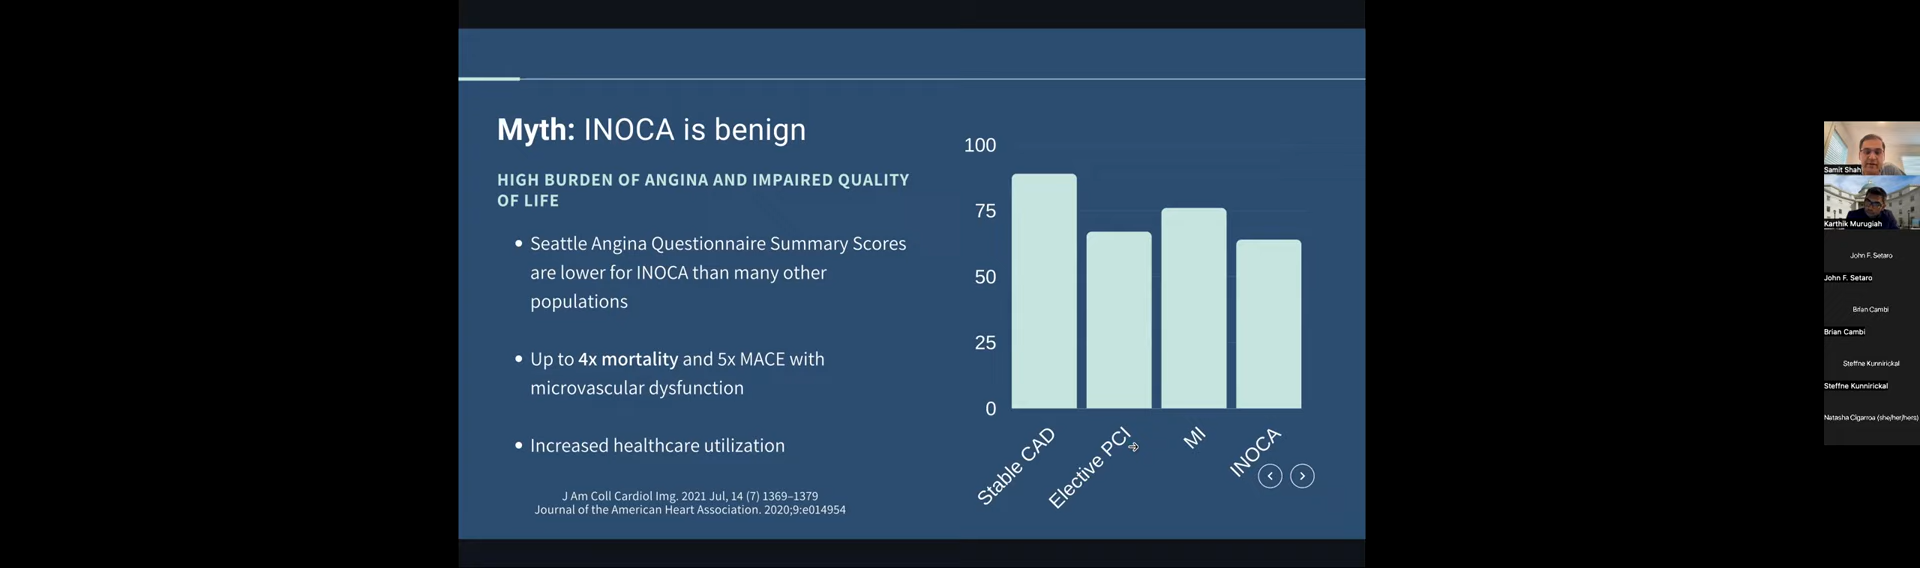 Myth: INOCA is benign
HIGH BURDEN OF ANGINA AND IMPAIRED QUALITY
OF LIFE
• Seattle Angina Questionnaire Summary Scores
are lower for INOCA than many other
populations
• Up to 4x mortality and 5x MACE with
microvascular dysfunction
• Increased healthcare utilization
J Am Coll Cardiol Img. 2021 Jul, 14 (7) 1369–1379
Journal of the American Heart Association. 2020;9:e014954
100
75
50
25
0
Stable CAD
Elective PCI
MI
INOCA
Samit Shah
Karthik Murugiah
John F. Setaro
John F. Setaro
Brian Cambi
Brian Cambi
Steffne Kunnirickal
Steffne Kunnirickal
Natasha Cigarroa (she/her/hers)